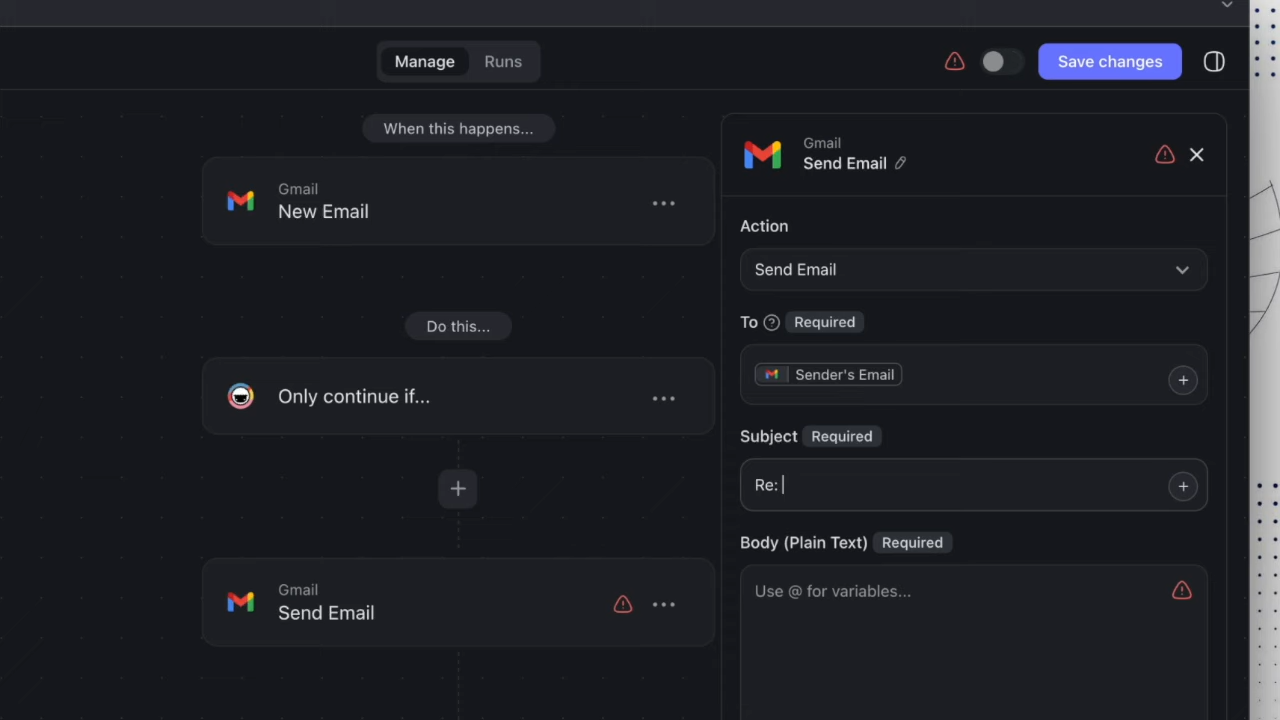 Manage
Runs
Save changes
When this happens...
Gmail
New Email
Do this...
Only continue if...
Gmail
Send Email
Gmail
Send Email
Action
Send Email
To
Required
Sender's Email
Subject
Required
Re:
Body (Plain Text)
Required
Use @ for variables...